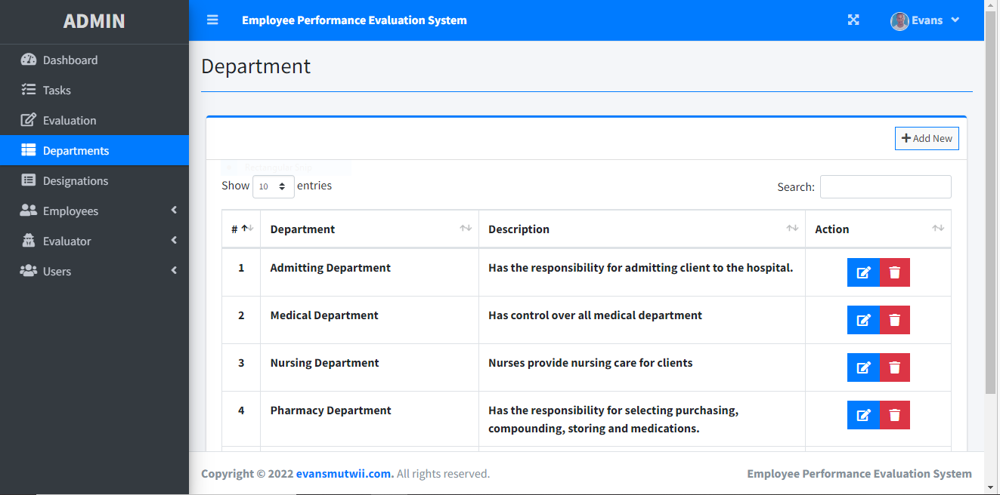 ADMIN
Employee Performance Evaluation System
Evans
Dashboard
Tasks
Evaluation
Departments
Designations
Employees
Evaluator
Users
Department
Add New
Rectangular Snip
Show 10 entries
Search:
# Department Description Action
1 Admitting Department Has the responsibility for admitting client to the hospital.
2 Medical Department Has control over all medical department
3 Nursing Department Nurses provide nursing care for clients
4 Pharmacy Department Has the responsibility for selecting purchasing,
compounding, storing and medications.
Copyright © 2022 evansmutwii.com. All rights reserved.
Employee Performance Evaluation System